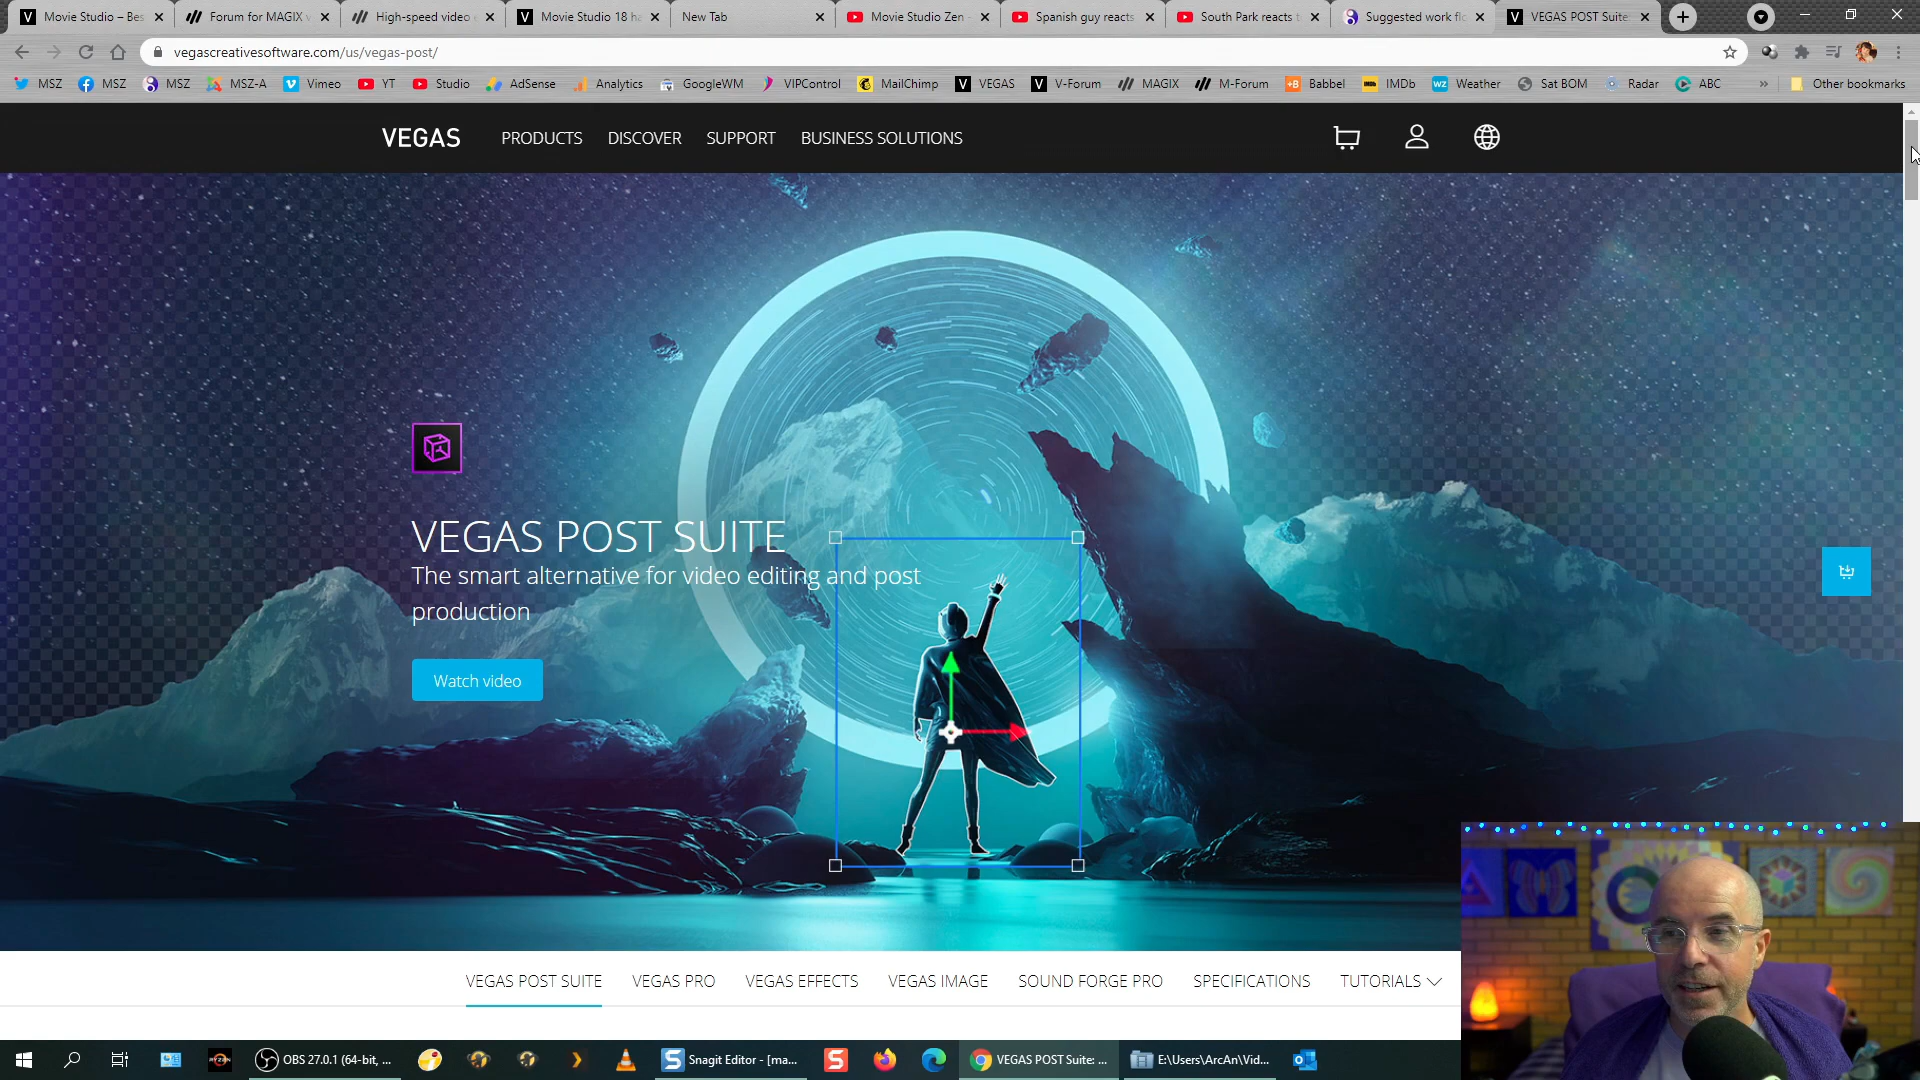 Movie Studio – Bes
Forum for MAGIX v
High-speed video e
Movie Studio 18 ha
New Tab
Movie Studio Zen -
Spanish guy reacts
South Park reacts t
Suggested work flo
VEGAS POST Suite
vegascreativesoftware.com/us/vegas-post/
MSZ
MSZ
MSZ
MSZ-A
Vimeo
YT
Studio
AdSense
Analytics
GoogleWM
VIPControl
MailChimp
VEGAS
V-Forum
MAGIX
M-Forum
Babbel
IMDb
Weather
Sat BOM
Radar
ABC
»
Other bookmarks
VEGAS
PRODUCTS
DISCOVER
SUPPORT
BUSINESS SOLUTIONS
VEGAS POST SUITE
The smart alternative for video editing and post
production
Watch video
VEGAS POST SUITE
VEGAS PRO
VEGAS EFFECTS
VEGAS IMAGE
SOUND FORGE PRO
SPECIFICATIONS
TUTORIALS
OBS 27.0.1 (64-bit, ...
Snagit Editor - [ma...
VEGAS POST Suite: ...
E:\Users\ArcAn\Vid...